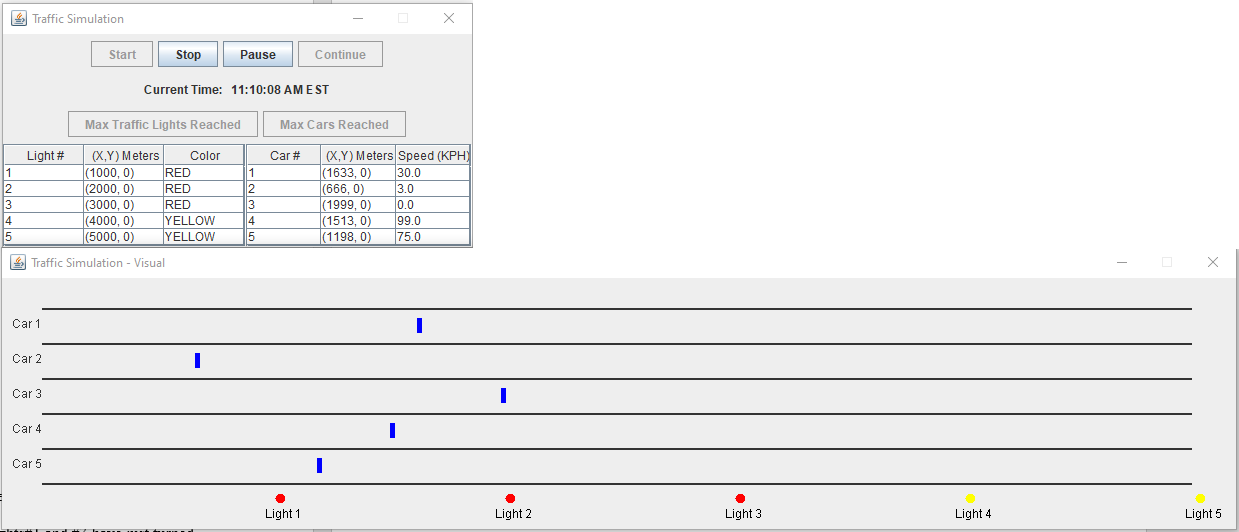 Traffic Simulation
Start Stop Pause Continue
Current Time: 11:10:08 AM EST
Max Traffic Lights Reached Max Cars Reached
Light # (X,Y) Meters Color Car # (X,Y) Meters Speed (KPH)
1 (1000, 0) RED 1 (1633, 0) 30.0
2 (2000, 0) RED 2 (666, 0) 3.0
3 (3000, 0) RED 3 (1999, 0) 0.0
4 (4000, 0) YELLOW 4 (1513, 0) 99.0
5 (5000, 0) YELLOW 5 (1198, 0) 75.0
Traffic Simulation - Visual
Car 1
Car 2
Car 3
Car 4
Car 5
Light 1 Light 2 Light 3 Light 4 Light 5